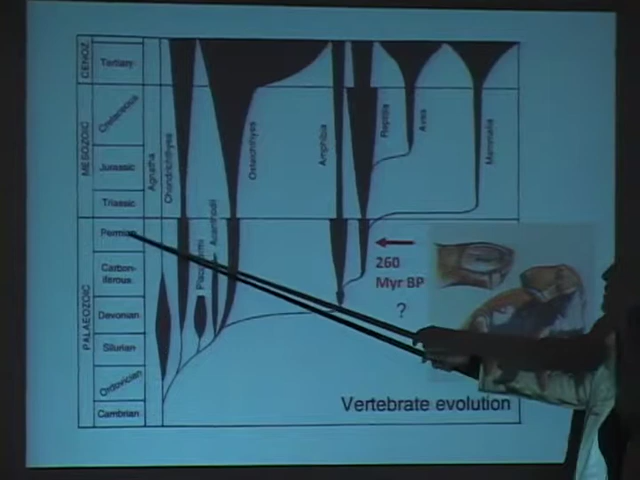 CENOZ.
Tertiary
MESOZOIC
Cretaceous
Jurassic
Triassic
PALAEOZOIC
Permian
Carbon-
iferous
Devonian
Silurian
Ordovician
Cambrian
Agnatha
Chondrichthyes
Placodermi
Acanthodii
Osteichthyes
Amphibia
Reptilia
Aves
Mammalia
260
Myr BP
?
Vertebrate evolution